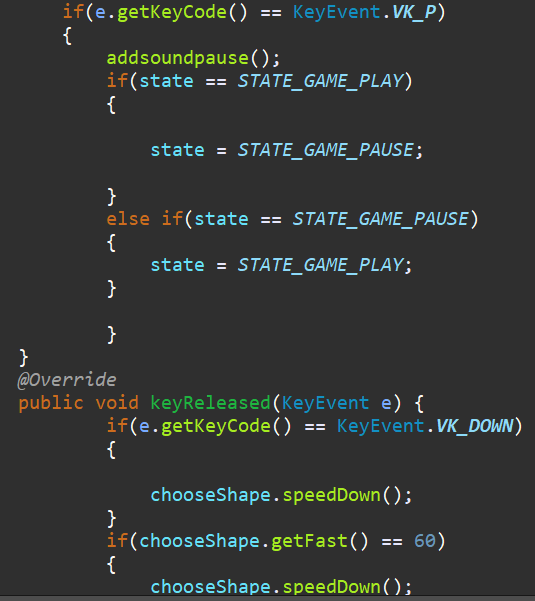 if(e.getKeyCode() == KeyEvent.VK_P)
{
addsoundpause();
if(state == STATE_GAME_PLAY)
{
state = STATE_GAME_PAUSE;
}
else if(state == STATE_GAME_PAUSE)
{
state = STATE_GAME_PLAY;
}
}
}
@Override
public void keyReleased(KeyEvent e) {
if(e.getKeyCode() == KeyEvent.VK_DOWN)
{
chooseShape.speedDown();
}
if(chooseShape.getFast() == 60)
{
chooseShape.speedDown();